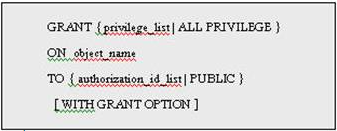 GRANT { privilege_list | ALL PRIVILEGE }
ON object_name
TO { authorization_id_list | PUBLIC }
[ WITH GRANT OPTION ]